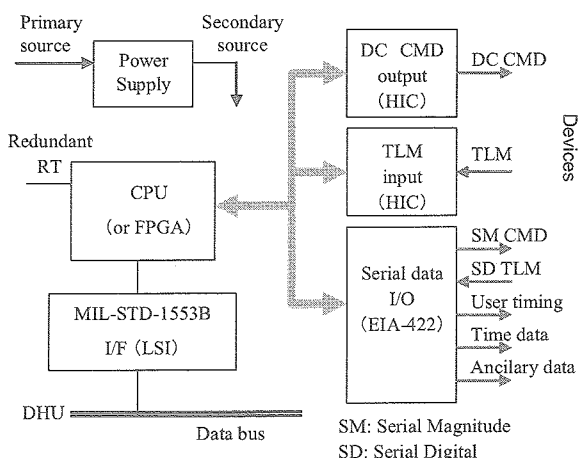 Primary source
Secondary source
Power Supply
DC CMD output (HIC)
DC CMD
Redundant RT
CPU (or FPGA)
TLM input (HIC)
TLM
Devices
Serial data I/O (EIA-422)
SM CMD
SD TLM
User timing
Time data
Ancilary data
MIL-STD-1553B I/F (LSI)
DHU
Data bus
SM: Serial Magnitude
SD: Serial Digital